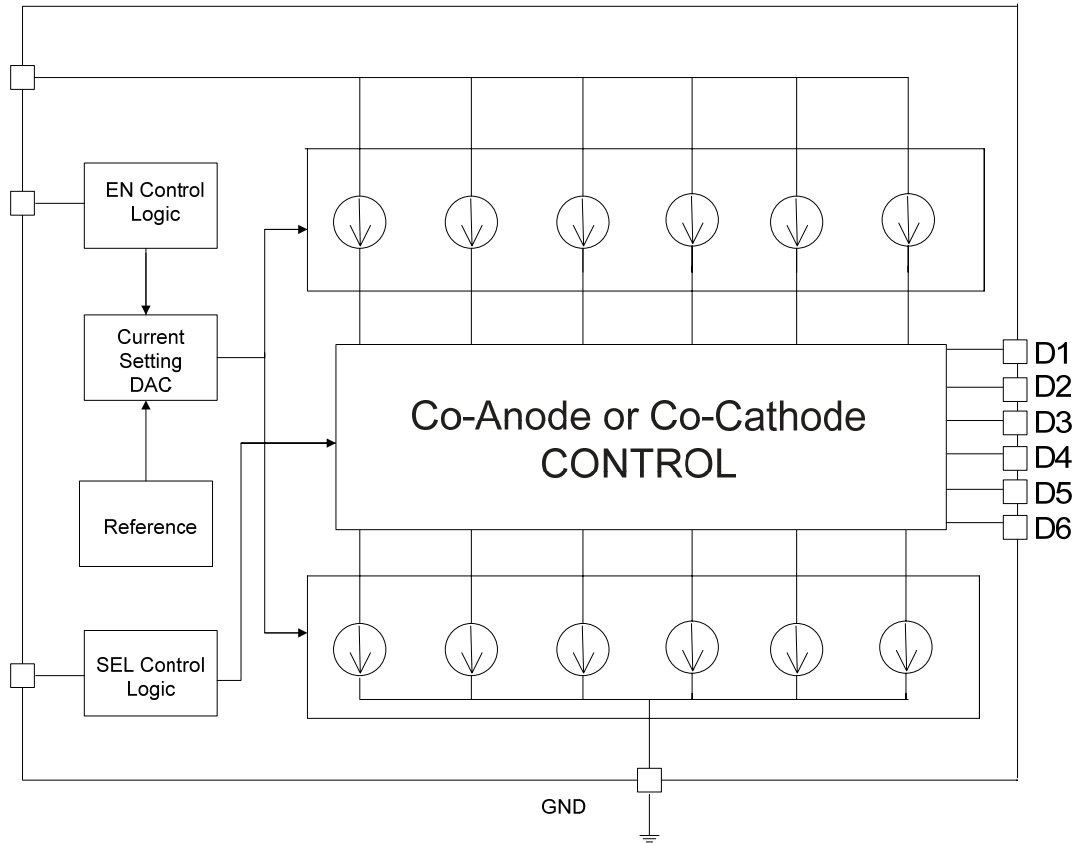 EN Control
Logic
Current
Setting
DAC
Reference
SEL Control
Logic
Co-Anode or Co-Cathode
CONTROL
D1
D2
D3
D4
D5
D6
GND